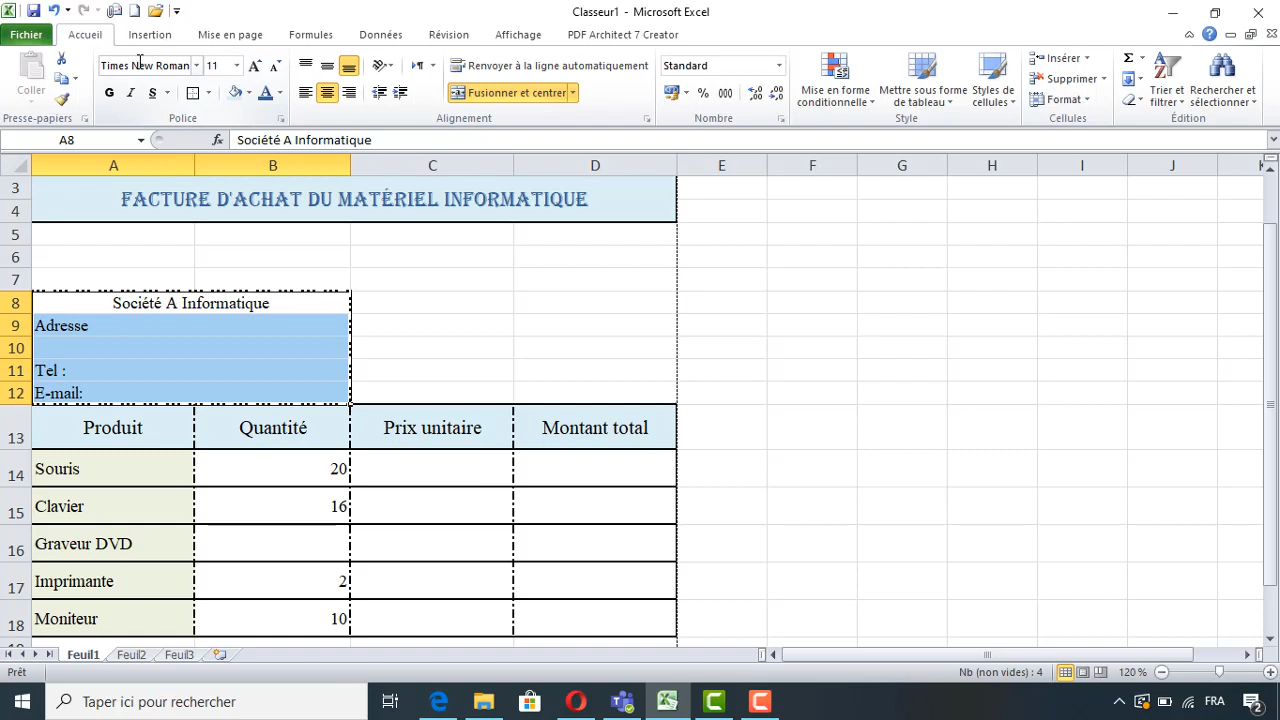 Classeur1 - Microsoft Excel
Fichier Accueil Insertion Mise en page Formules Données Révision Affichage PDF Architect 7 Creator
Coller
Times New Roman 11
Renvoyer à la ligne automatiquement
Standard
Mise en forme conditionnelle
Mettre sous forme de tableau
Styles de cellules
Insérer
Supprimer
Format
Trier et filtrer
Rechercher et sélectionner
G I S
Fusionner et centrer
% 000
Presse-papiers Police Alignement Nombre Style Cellules Édition
A8 fx Société A Informatique
A B C D E F G H I J
3
4 FACTURE D'ACHAT DU MATÉRIEL INFORMATIQUE
5
6
7
8 Société A Informatique
9 Adresse
10
11 Tel :
12 E-mail:
13 Produit Quantité Prix unitaire Montant total
14 Souris 20
15 Clavier 16
16 Graveur DVD
17 Imprimante 2
18 Moniteur 10
Feuil1 Feuil2 Feuil3
Prêt Nb (non vides) : 4 120 %
Taper ici pour rechercher
FRA 2